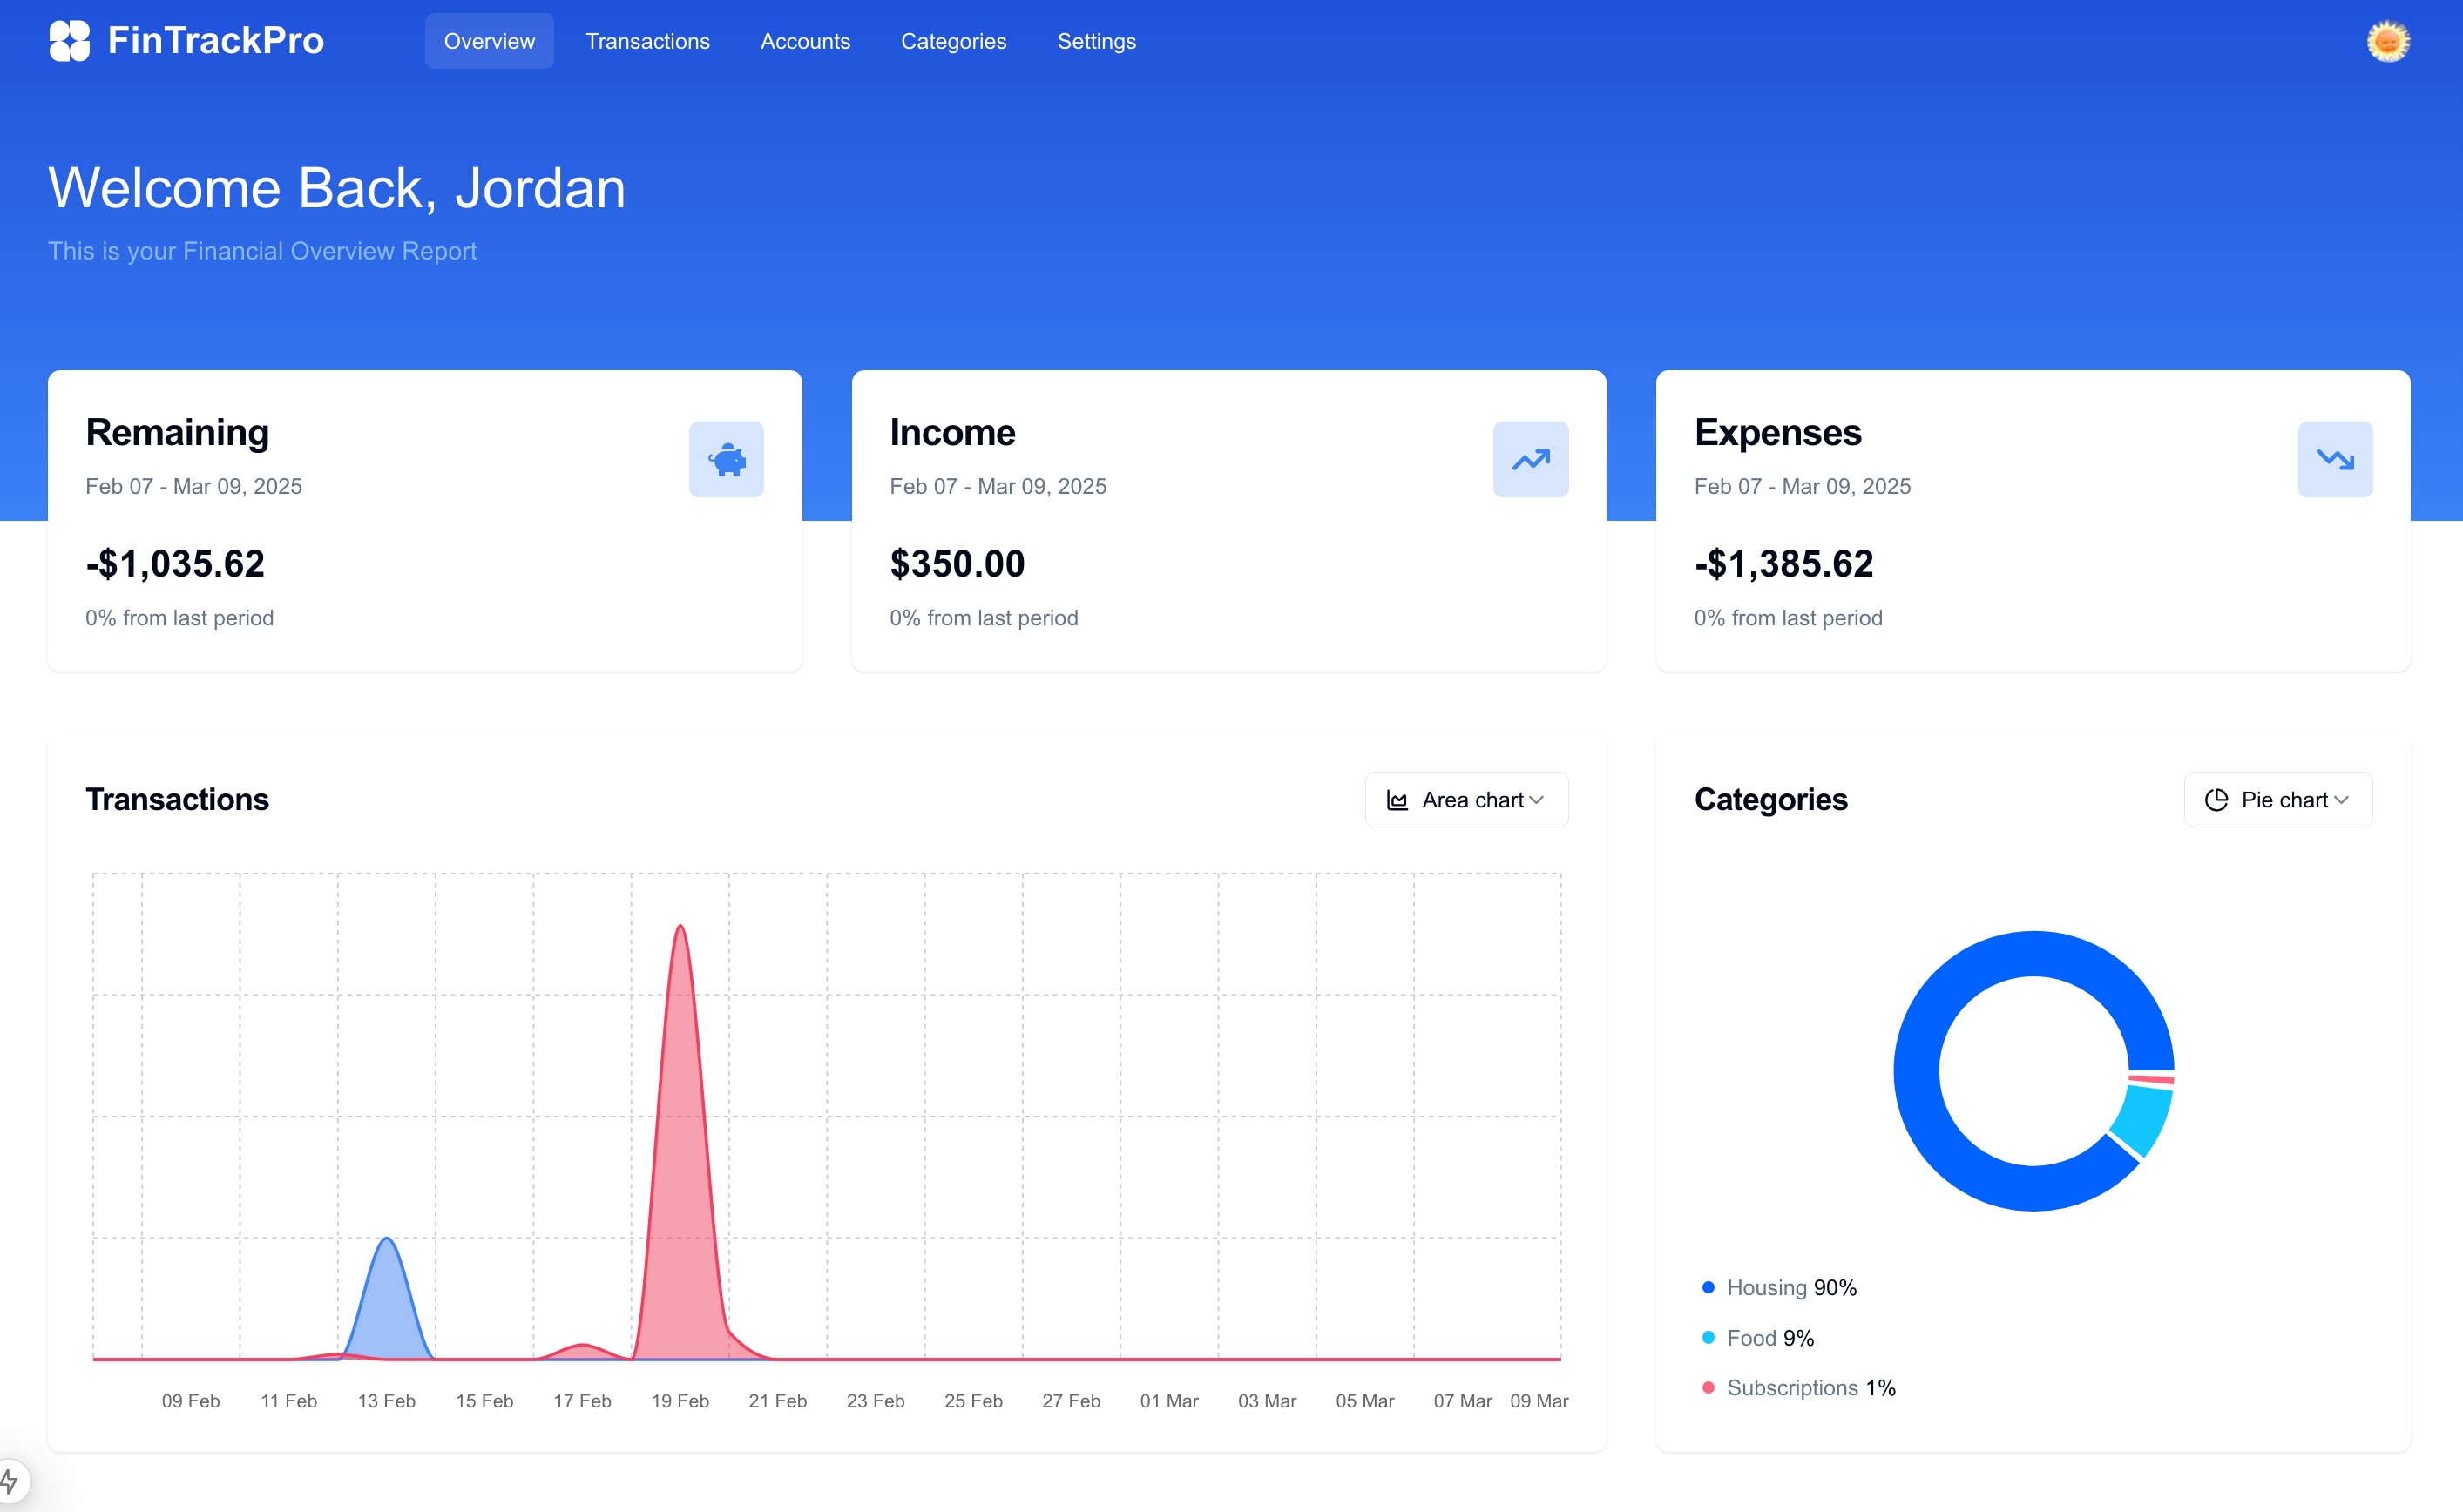 FinTrackPro
Overview
Transactions
Accounts
Categories
Settings
Welcome Back, Jordan
This is your Financial Overview Report
Remaining
Feb 07 - Mar 09, 2025
-$1,035.62
0% from last period
Income
Feb 07 - Mar 09, 2025
$350.00
0% from last period
Expenses
Feb 07 - Mar 09, 2025
-$1,385.62
0% from last period
Transactions
Area chart
09 Feb
11 Feb
13 Feb
15 Feb
17 Feb
19 Feb
21 Feb
23 Feb
25 Feb
27 Feb
01 Mar
03 Mar
05 Mar
07 Mar
09 Mar
Categories
Pie chart
Housing 90%
Food 9%
Subscriptions 1%